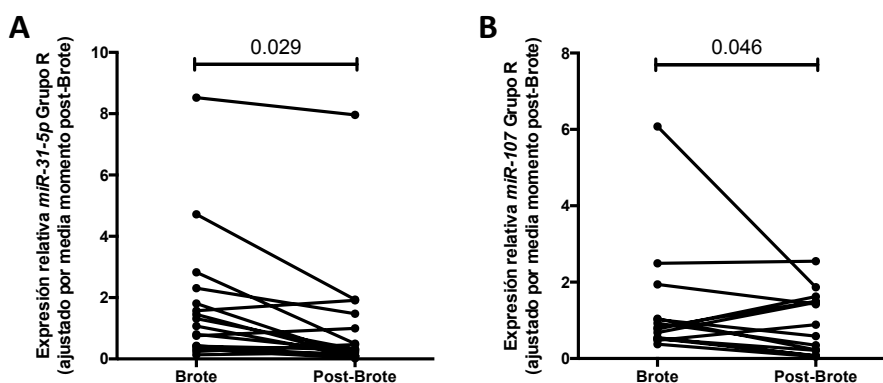 A
Expresión relativa miR-31-5p Grupo R
(ajustado por media momento post-Brote)
10
8
6
4
2
0
0.029
Brote
Post-Brote
B
Expresión relativa miR-107 Grupo R
(ajustado por media momento post-Brote)
8
6
4
2
0
0.046
Brote
Post-Brote